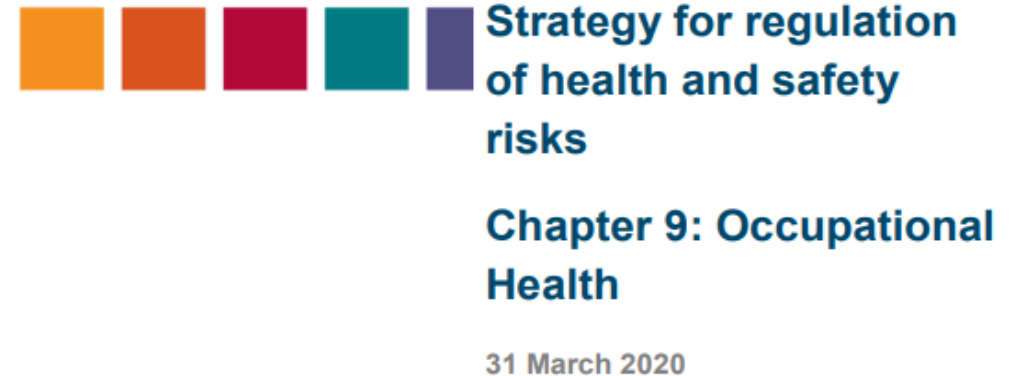 Strategy for regulation
of health and safety
risks
Chapter 9: Occupational
Health
31 March 2020